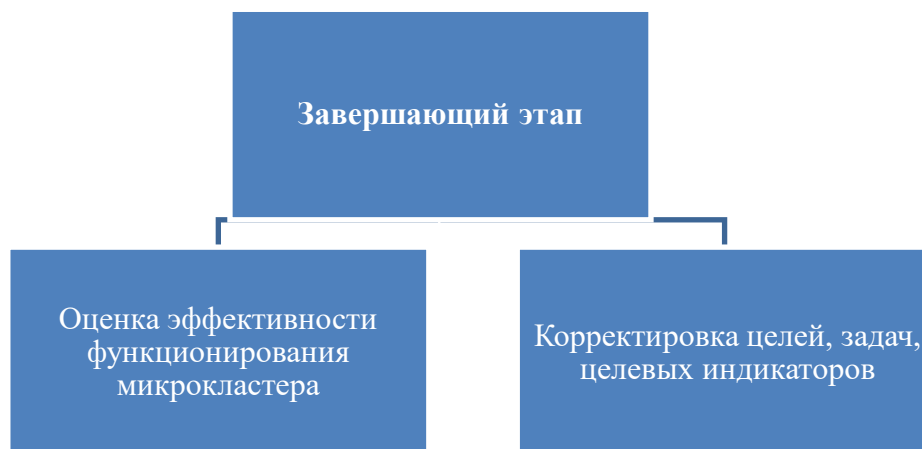 Завершающий этап
Оценка эффективности
функционирования
микрокластера
Корректировка целей, задач,
целевых индикаторов